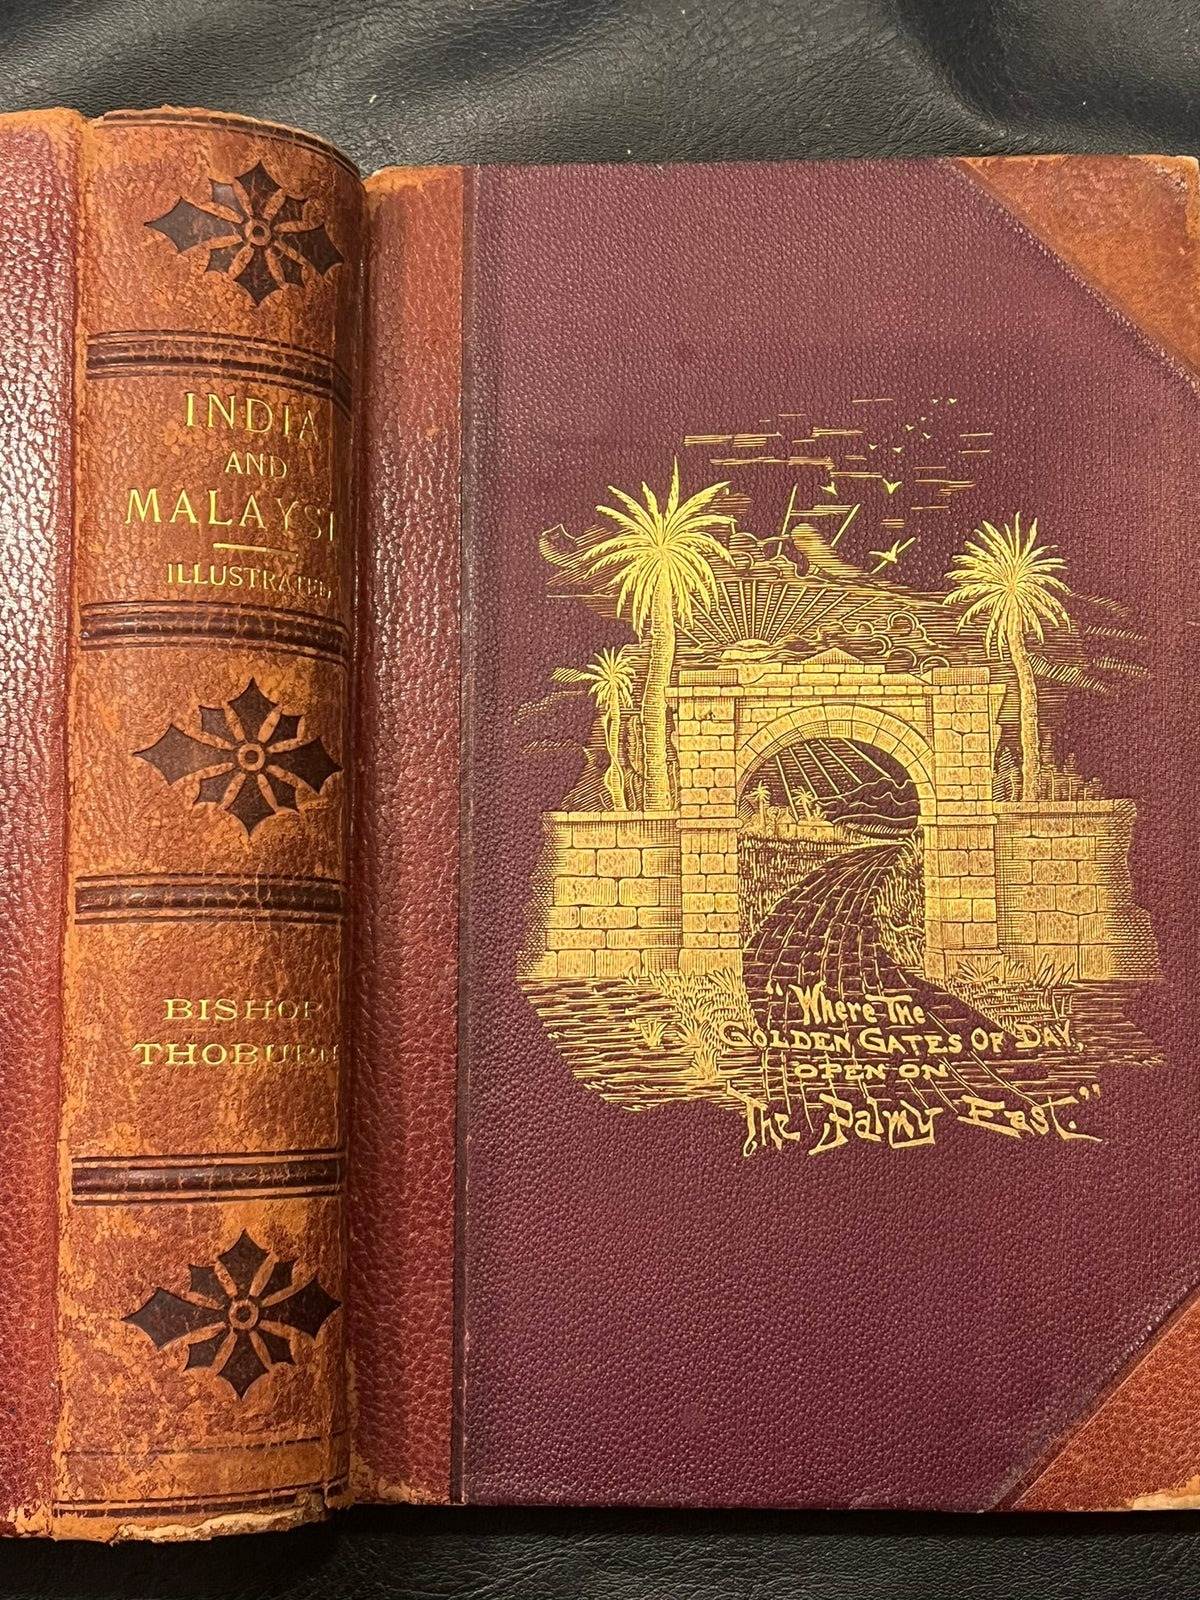 INDIA
AND
MALAYSI
ILLUSTRATED
BISHOP
THOBURN
"Where The
GOLDEN GATES OF DAY,
OPEN ON
The Palmy East."